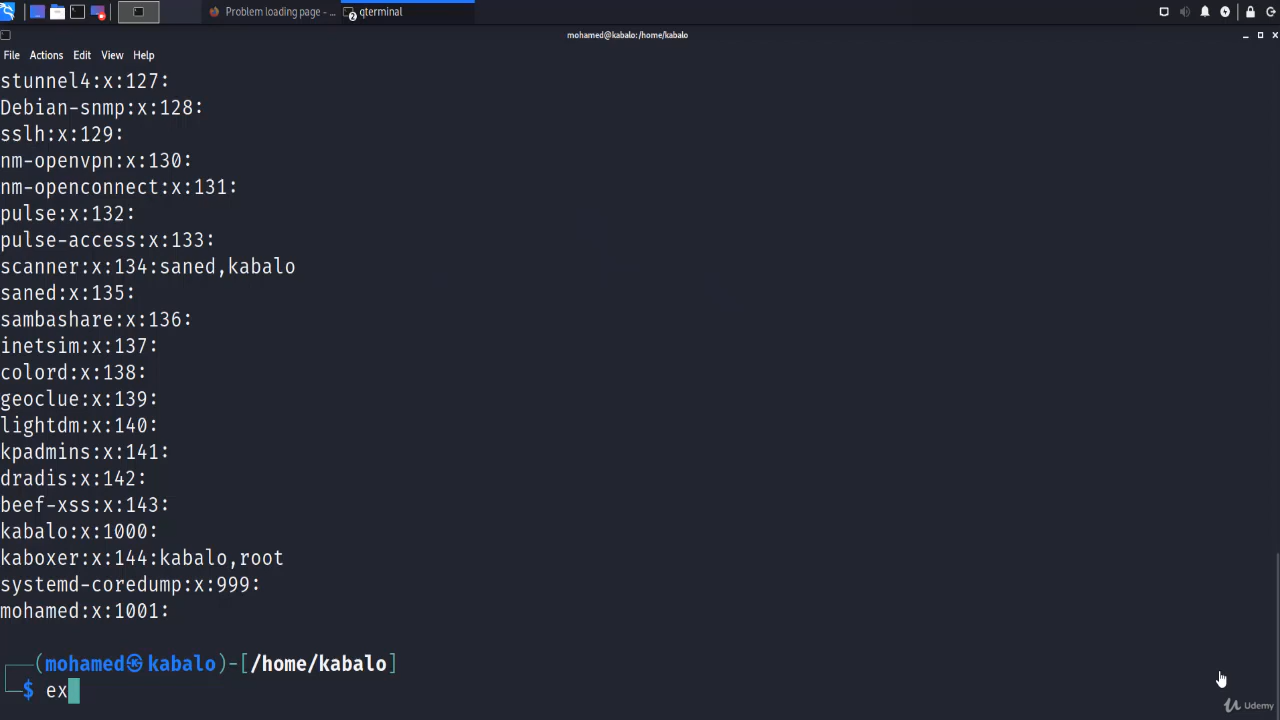 Problem loading page - ...
qterminal
mohamed@kabalo: /home/kabalo
File Actions Edit View Help
stunnel4:x:127:
Debian-snmp:x:128:
sslh:x:129:
nm-openvpn:x:130:
nm-openconnect:x:131:
pulse:x:132:
pulse-access:x:133:
scanner:x:134:saned,kabalo
saned:x:135:
sambashare:x:136:
inetsim:x:137:
colord:x:138:
geoclue:x:139:
lightdm:x:140:
kpadmins:x:141:
dradis:x:142:
beef-xss:x:143:
kabalo:x:1000:
kaboxer:x:144:kabalo,root
systemd-coredump:x:999:
mohamed:x:1001:
(mohamed㉿kabalo)-[/home/kabalo]
$ ex
Udemy